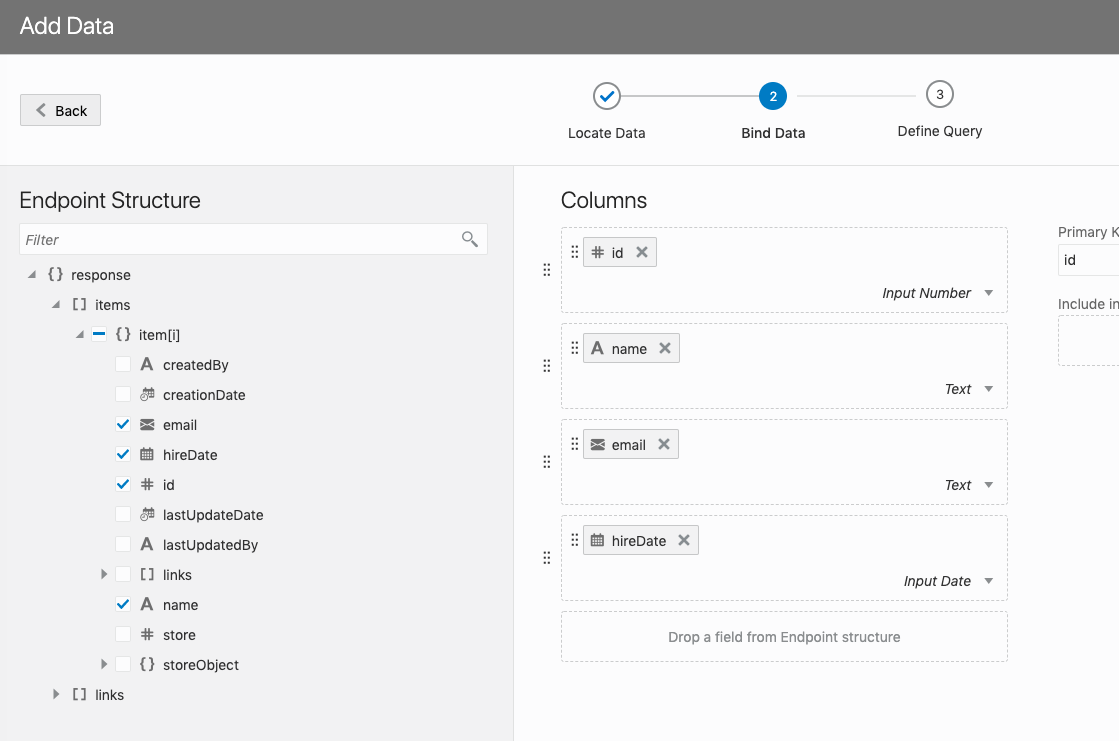 Add Data
Back
Locate Data
2
Bind Data
3
Define Query
Endpoint Structure
Filter
{} response
[] items
{} item[i]
A createdBy
creationDate
email
hireDate
# id
lastUpdateDate
A lastUpdatedBy
[] links
A name
# store
{} storeObject
[] links
Columns
# id
Input Number
A name
Text
email
Text
hireDate
Input Date
Drop a field from Endpoint structure
Primary K
id
Include in